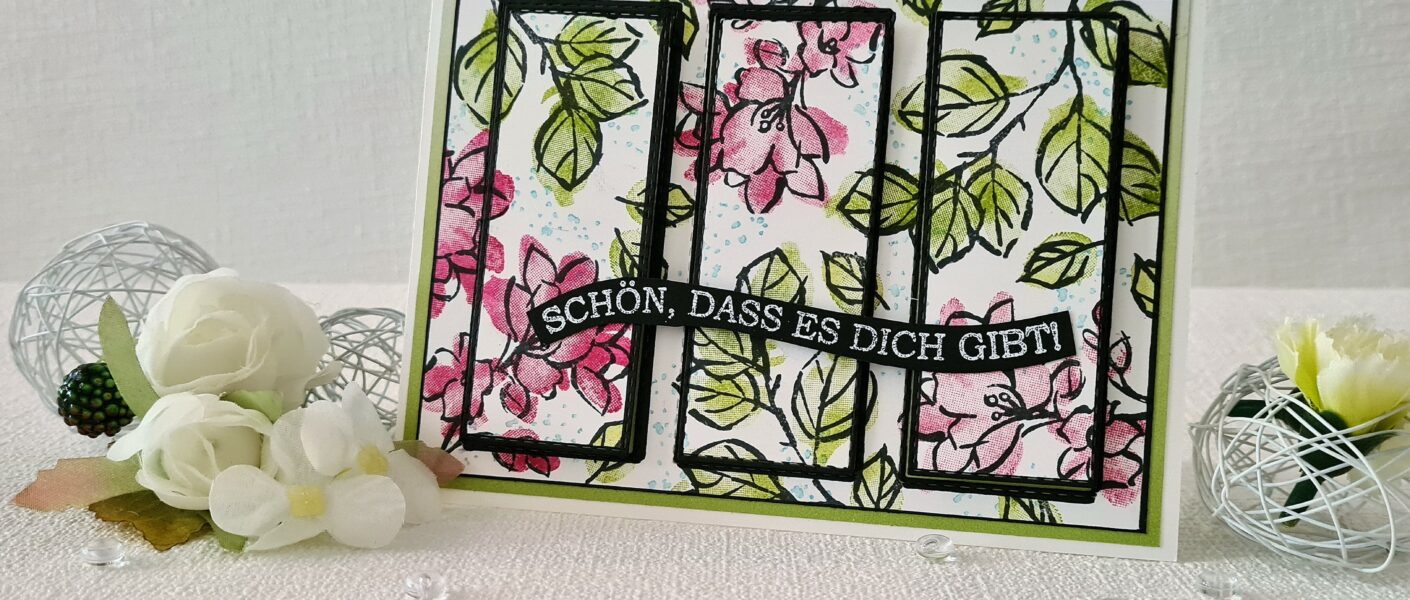 SCHÖN, DASS ES DICH GIBT!